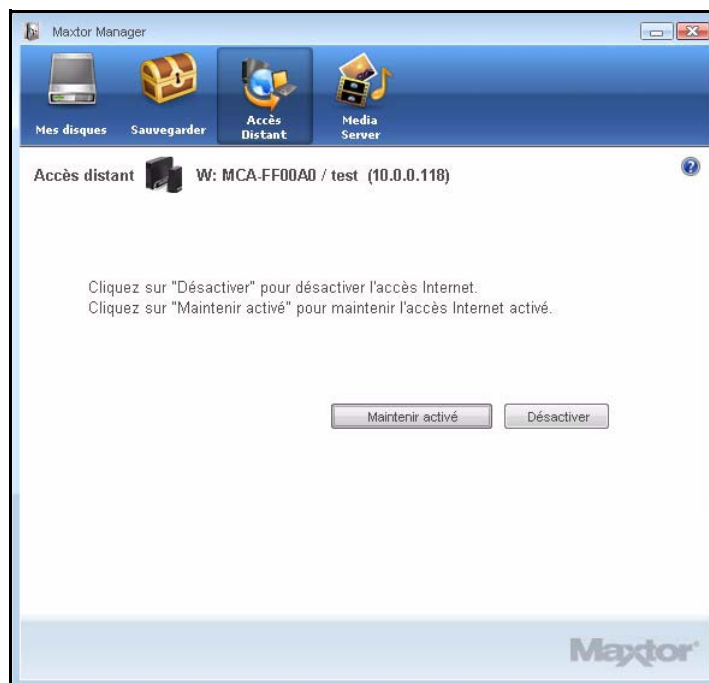 Maxtor Manager
Mes disques
Sauvegarder
Accès
Distant
Media
Server
Accès distant W: MCA-FF00A0 / test (10.0.0.118)
Cliquez sur "Désactiver" pour désactiver l'accès Internet.
Cliquez sur "Maintenir activé" pour maintenir l'accès Internet activé.
Maintenir activé
Désactiver
Maxtor